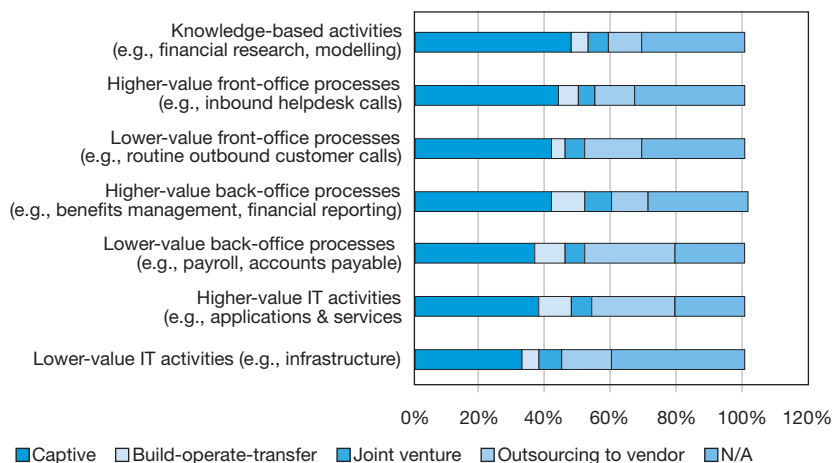 Knowledge-based activities
(e.g., financial research, modelling)
Higher-value front-office processes
(e.g., inbound helpdesk calls)
Lower-value front-office processes
(e.g., routine outbound customer calls)
Higher-value back-office processes
(e.g., benefits management, financial reporting)
Lower-value back-office processes
(e.g., payroll, accounts payable)
Higher-value IT activities
(e.g., applications & services
Lower-value IT activities (e.g., infrastructure)
0% 20% 40% 60% 80% 100% 120%
Captive Build-operate-transfer Joint venture Outsourcing to vendor N/A